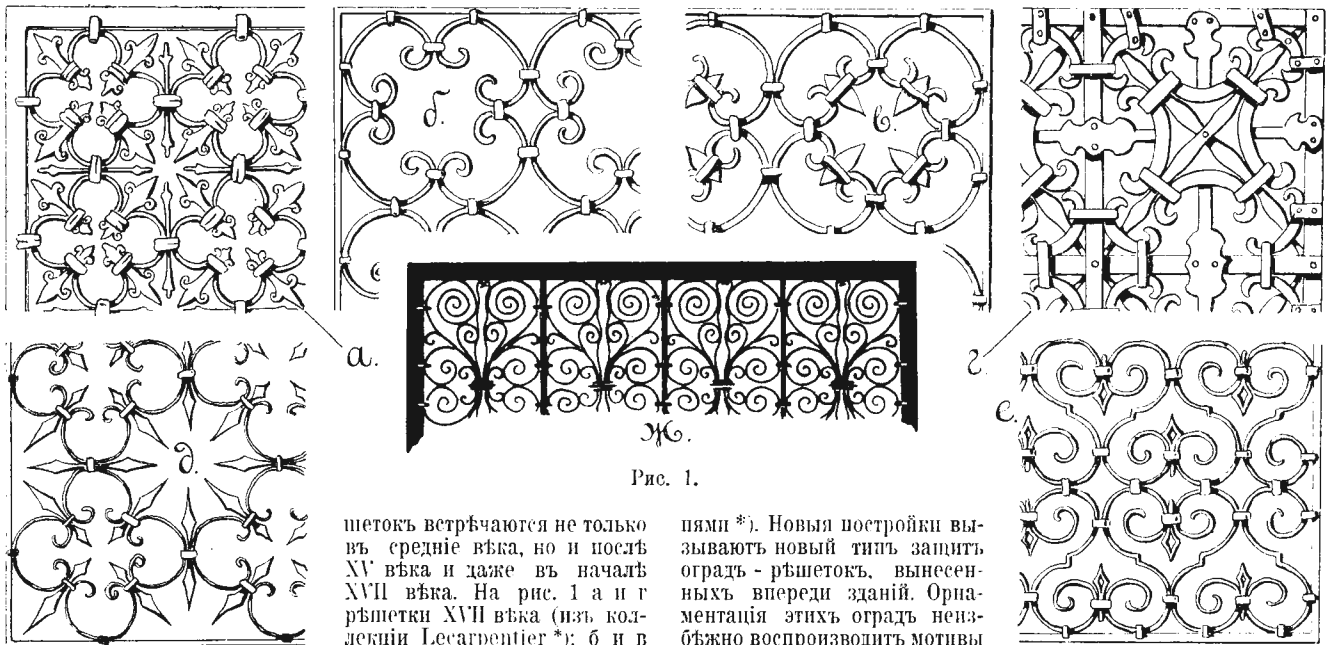 б.
в.
а.
г.
ж.
е.
д.
Рис. 1.
шетокъ встрѣчаются не только
въ средніе вѣка, но и послѣ
XV вѣка и даже въ началѣ
XVII вѣка. На рис. 1 а и г
рѣшетки XVII вѣка (изъ кол-
лекціи Lecarpentier *); б и в
пями *). Новыя постройки вы-
зываютъ новый типъ защитъ
оградъ - рѣшетокъ, вынесен-
ныхъ впереди зданій. Орна-
ментація этихъ оградъ неиз-
бѣжно воспроизводитъ мотивы